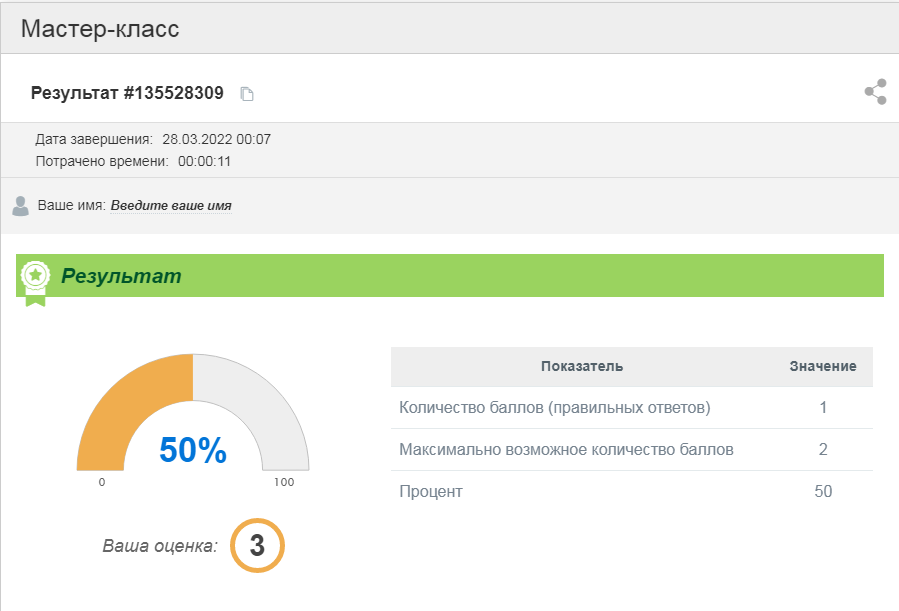 Мастер-класс
Результат #135528309
Дата завершения: 28.03.2022 00:07
Потрачено времени: 00:00:11
Ваше имя: Введите ваше имя
Результат
50%
0 100
Ваша оценка: 3
Показатель Значение
Количество баллов (правильных ответов) 1
Максимально возможное количество баллов 2
Процент 50